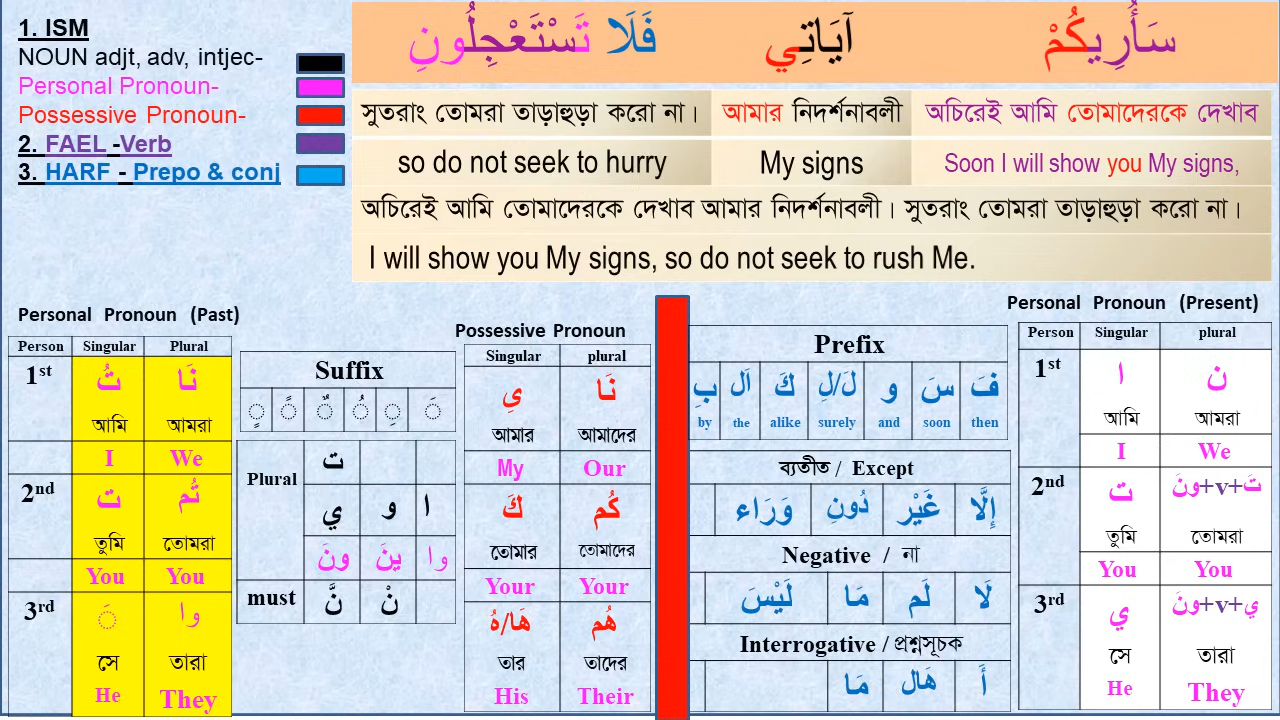 1. ISM
NOUN adjt, adv, intjec-
Personal Pronoun-
Possessive Pronoun-
2. FAEL -Verb
3. HARF - Prepo & conj
سَأُرِيكُمْ آيَاتِي فَلَا تَسْتَعْجِلُونِ
সুতরাং তোমরা তাড়াহুড়া করো না। আমার নিদর্শনাবলী অচিরেই আমি তোমাদেরকে দেখাব
so do not seek to hurry My signs Soon I will show you My signs,
অচিরেই আমি তোমাদেরকে দেখাব আমার নিদর্শনাবলী। সুতরাং তোমরা তাড়াহুড়া করো না।
I will show you My signs, so do not seek to rush Me.
Personal Pronoun (Past)
Person Singular Plural
1st تُ نَا
আমি আমরা
I We
2nd ت تُم
তুমি তোমরা
You You
3rd َ وا
সে তারা
He They
Suffix
ٍ ً ٌ ُ ِ َ
Plural ت
ي و ا
ونَ ينَ وا
must نَّ نْ
Possessive Pronoun
Singular plural
يِ نَا
আমার আমাদের
My Our
كَ كُم
তোমার তোমাদের
Your Your
هَا/هُ هُم
তার তাদের
His Their
Prefix
بِ اَل كَ لَ/لِ و سَ فَ
by the alike surely and soon then
ব্যতীত / Except
وَرَاء دُونِ غَيْر إِلَّا
Negative / না
لَيْسَ مَا لَم لَا
Interrogative / প্রশ্নসূচক
مَا هَال أَ
Personal Pronoun (Present)
Person Singular plural
1st ا ن
আমি আমরা
I We
2nd ت تَ+v+ونَ
তুমি তোমরা
You You
3rd ي ي+v+ونَ
সে তারা
He They